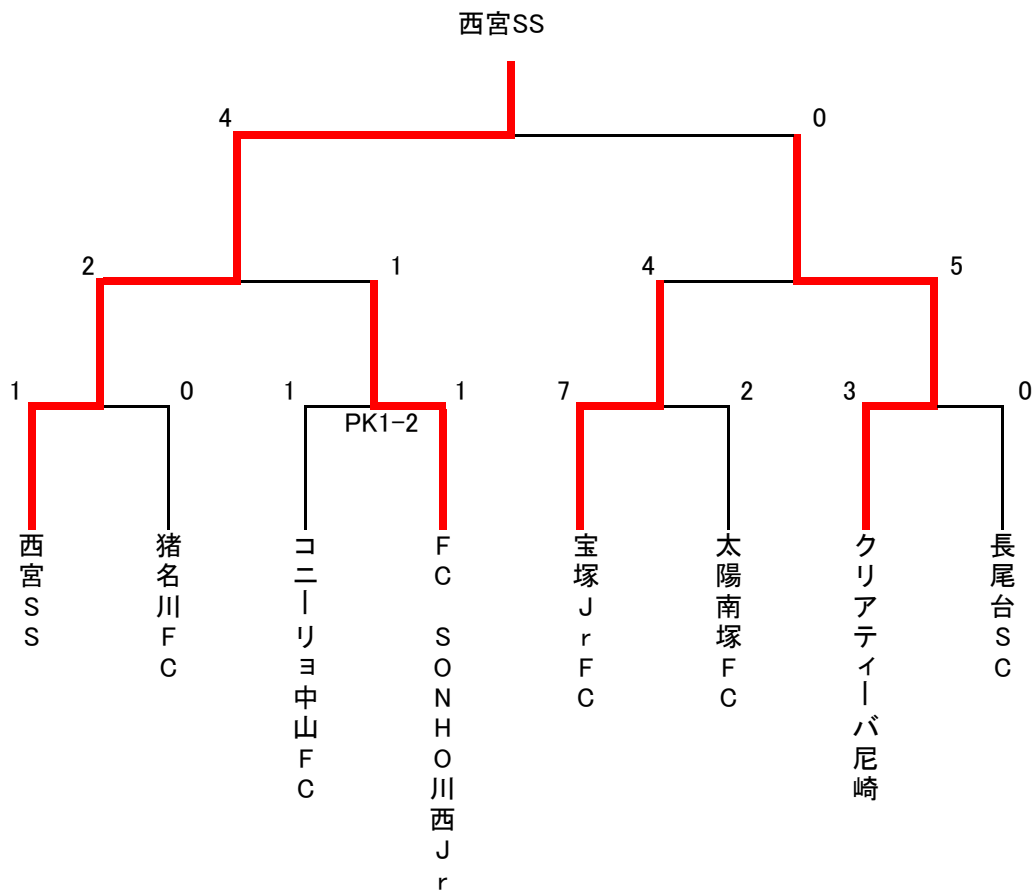 西宮SS
4 0
2 1 4 5
1 0 1 1 7 2 3 0
PK1-2
西宮SS
猪名川FC
コニーリョ中山FC
FC SONHO川西Jr
宝塚JrFC
太陽南塚FC
クリアティーバ尼崎
長尾台SC